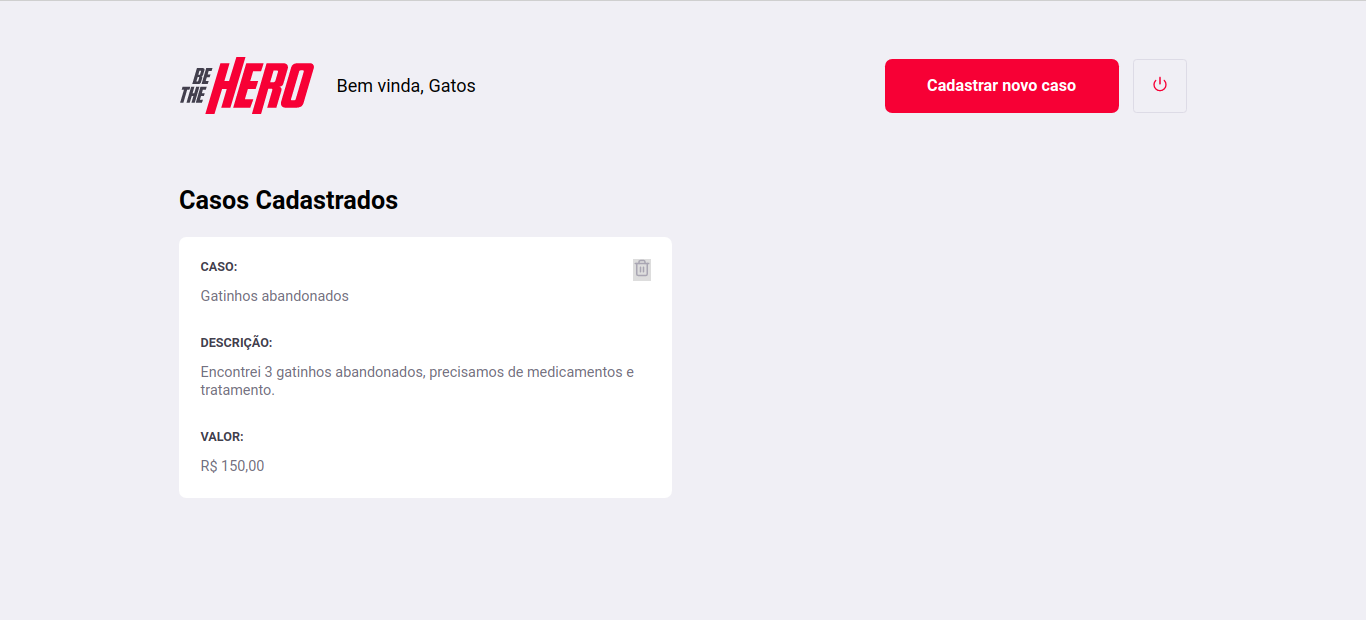 BE
THE
HERO
Bem vinda, Gatos
Cadastrar novo caso
Casos Cadastrados
CASO:
Gatinhos abandonados
DESCRIÇÃO:
Encontrei 3 gatinhos abandonados, precisamos de medicamentos e
tratamento.
VALOR:
R$ 150,00